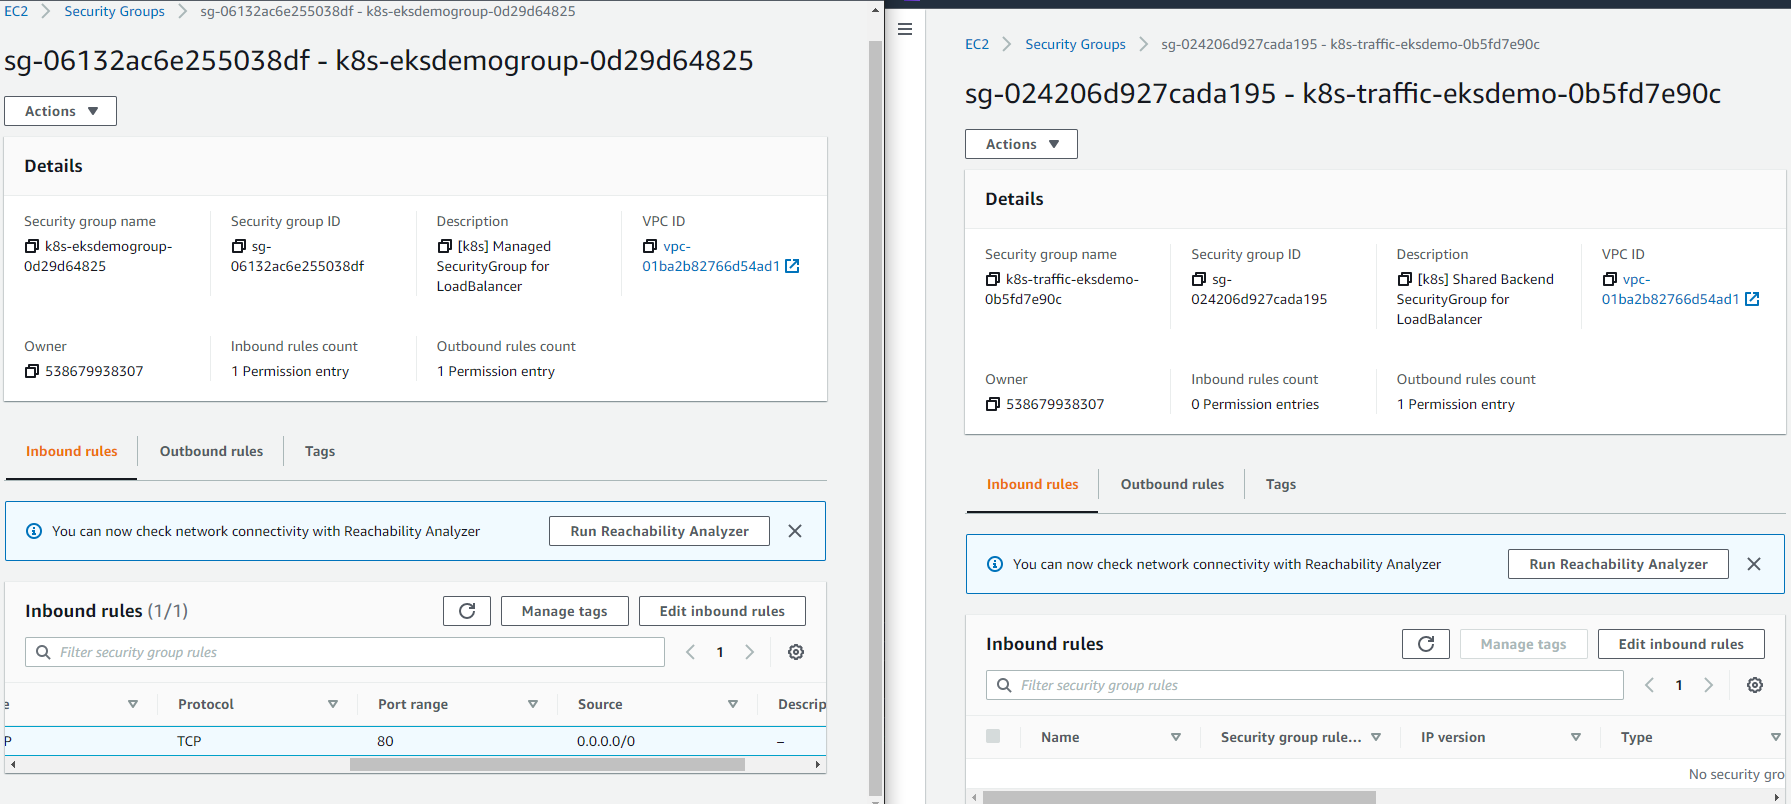 EC2 > Security Groups > sg-06132ac6e255038df - k8s-eksdemogroup-0d29d64825
sg-06132ac6e255038df - k8s-eksdemogroup-0d29d64825
Actions
Details
Security group name
k8s-eksdemogroup-
0d29d64825
Security group ID
sg-
06132ac6e255038df
Description
[k8s] Managed
SecurityGroup for
LoadBalancer
VPC ID
vpc-
01ba2b82766d54ad1
Owner
538679938307
Inbound rules count
1 Permission entry
Outbound rules count
1 Permission entry
Inbound rules
Outbound rules
Tags
You can now check network connectivity with Reachability Analyzer
Run Reachability Analyzer
Inbound rules (1/1)
Manage tags
Edit inbound rules
Filter security group rules
1
e Protocol Port range Source Descrip
P TCP 80 0.0.0.0/0 –
EC2 > Security Groups > sg-024206d927cada195 - k8s-traffic-eksdemo-0b5fd7e90c
sg-024206d927cada195 - k8s-traffic-eksdemo-0b5fd7e90c
Actions
Details
Security group name
k8s-traffic-eksdemo-
0b5fd7e90c
Security group ID
sg-
024206d927cada195
Description
[k8s] Shared Backend
SecurityGroup for
LoadBalancer
VPC ID
vpc-
01ba2b82766d54ad1
Owner
538679938307
Inbound rules count
0 Permission entries
Outbound rules count
1 Permission entry
Inbound rules
Outbound rules
Tags
You can now check network connectivity with Reachability Analyzer
Run Reachability Analyzer
Inbound rules
Manage tags
Edit inbound rules
Filter security group rules
1
Name Security group rule... IP version Type
No security gro